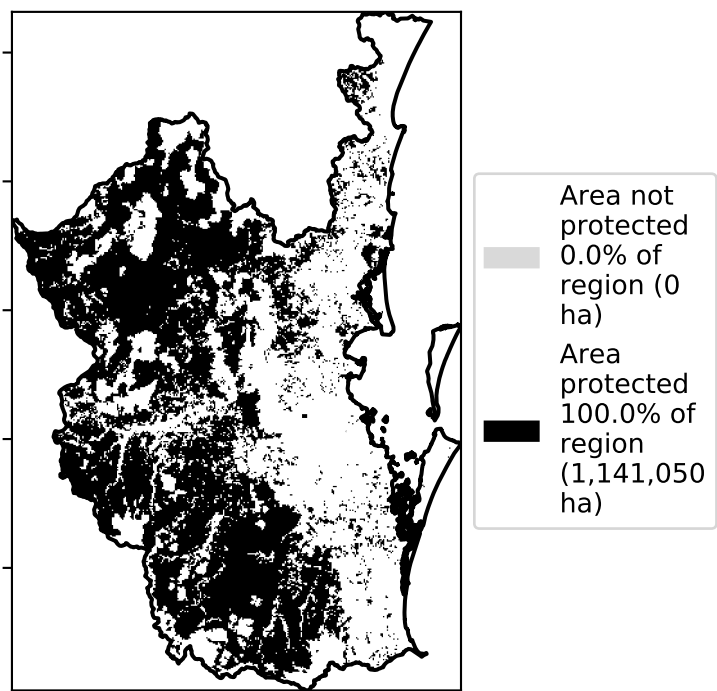 Area not
protected
0.0% of
region (0
ha)
Area
protected
100.0% of
region
(1,141,050
ha)